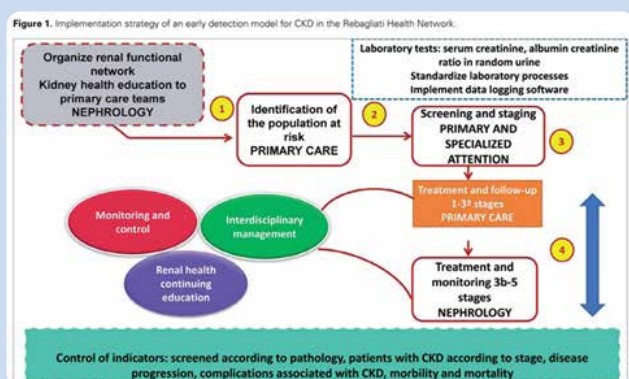 Figure 1. Implementation strategy of an early detection model for CKD in the Rebagliati Health Network.
Organize renal functional
network
Kidney health education to
primary care teams
NEPHROLOGY
Laboratory tests: serum creatinine, albumin creatinine
ratio in random urine
Standardize laboratory processes
Implement data logging software
1
Identification of
the population at
risk
PRIMARY CARE
2
Screening and staging
PRIMARY AND
SPECIALIZED
ATTENTION
3
Treatment and follow-up
1-3ª stages
PRIMARY CARE
Monitoring and
control
Interdisciplinary
management
Renal health
continuing
education
4
Treatment and
monitoring 3b-5
stages
NEPHROLOGY
Control of indicators: screened according to pathology, patients with CKD according to stage, disease
progression, complications associated with CKD, morbility and mortality